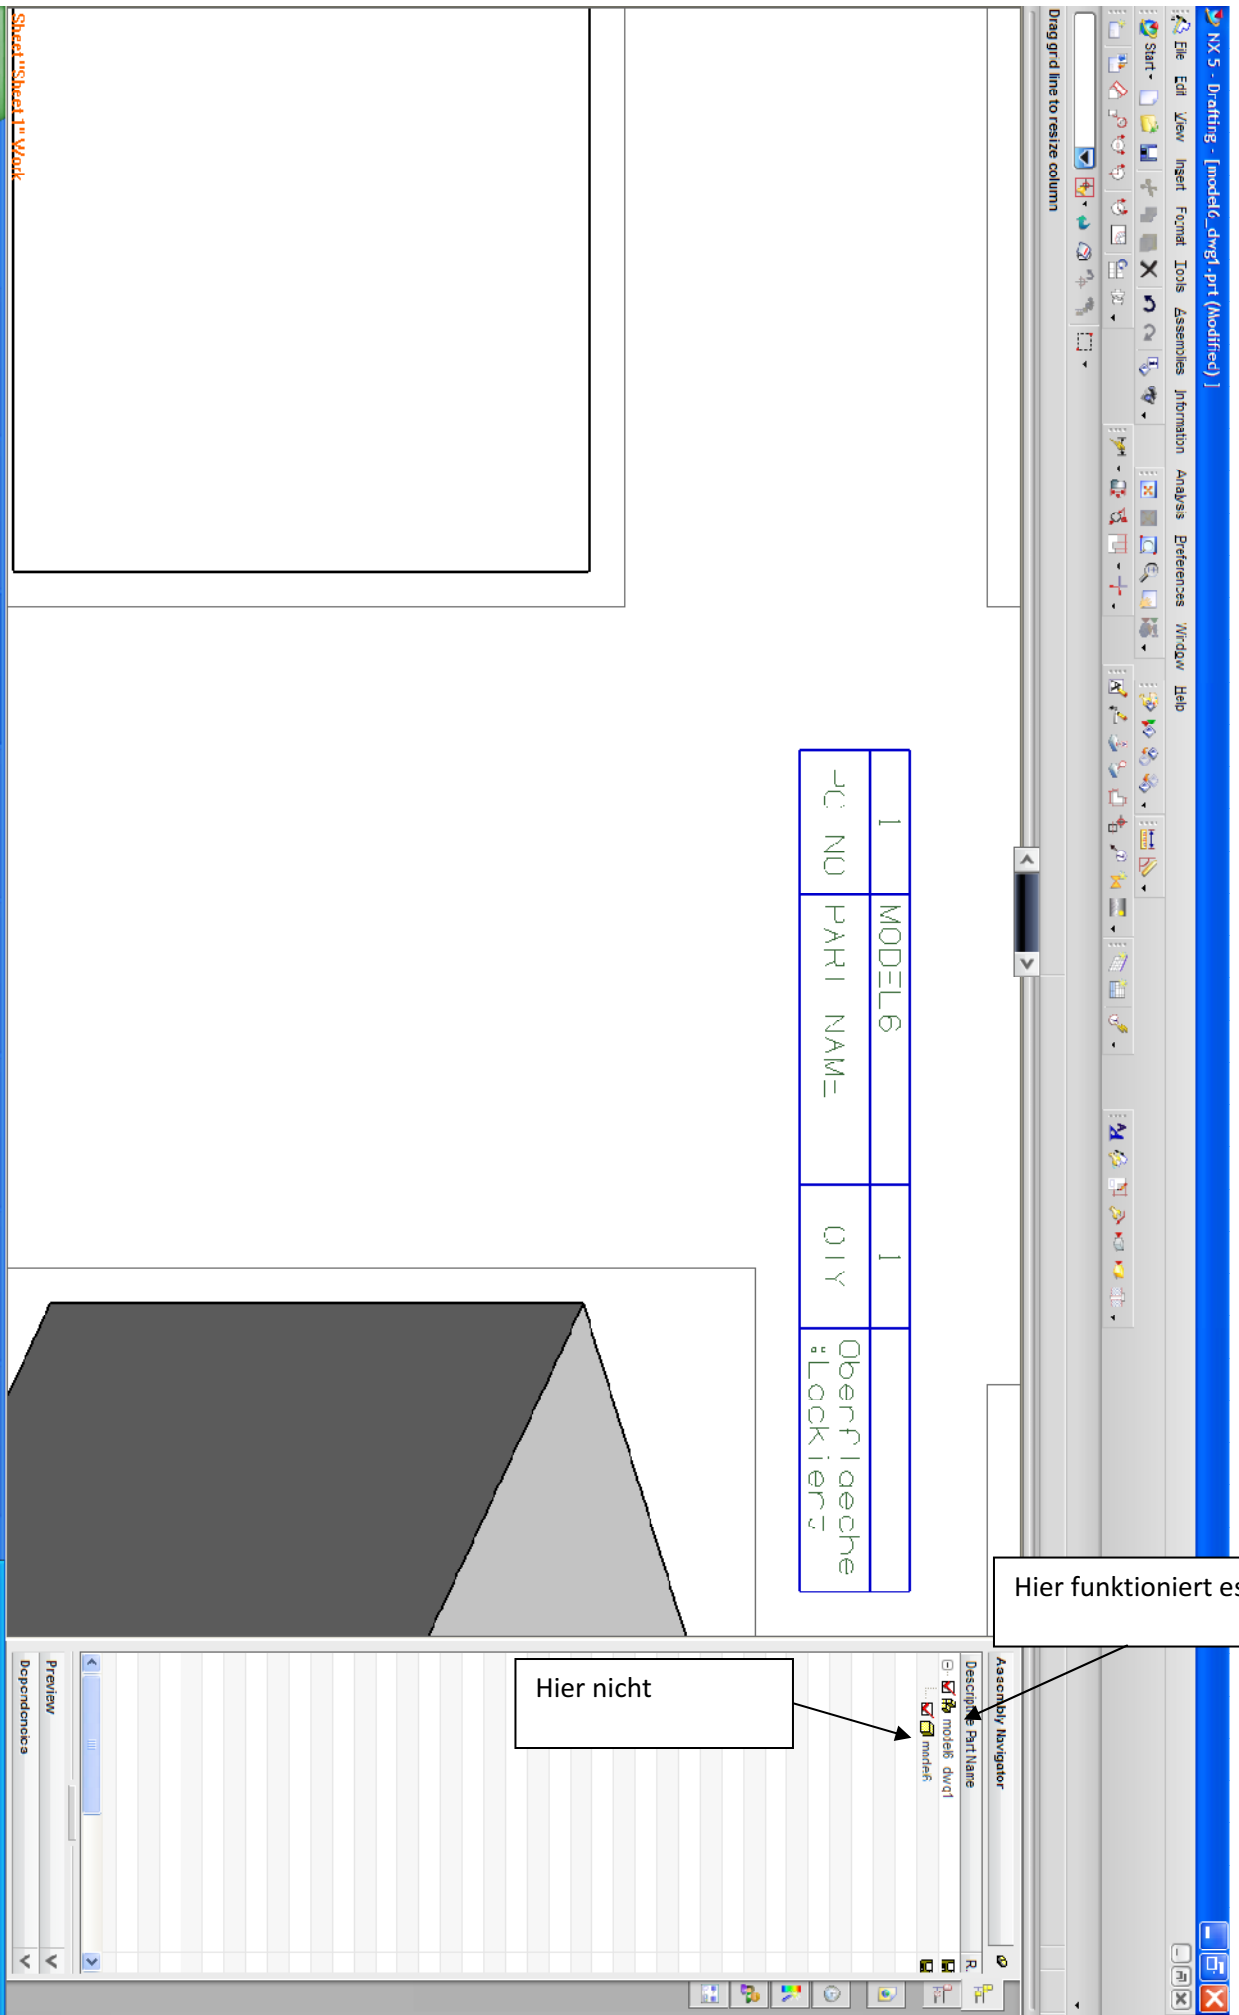 NX 5 - Drafting - [model6_dwg1.prt (Modified) ]
File Edit View Insert Format Tools Assemblies Information Analysis Preferences Window Help
Start
Drag grid line to resize column
Assembly Navigator
Descriptive Part Name R.
model6_dwg1
model6
1 MODEL6 1
PC NO PART NAME QTY Oberflaeche
:Lackier
Hier funktioniert es
Hier nicht
Preview
Dependencies
Sheet "Sheet 1" Work